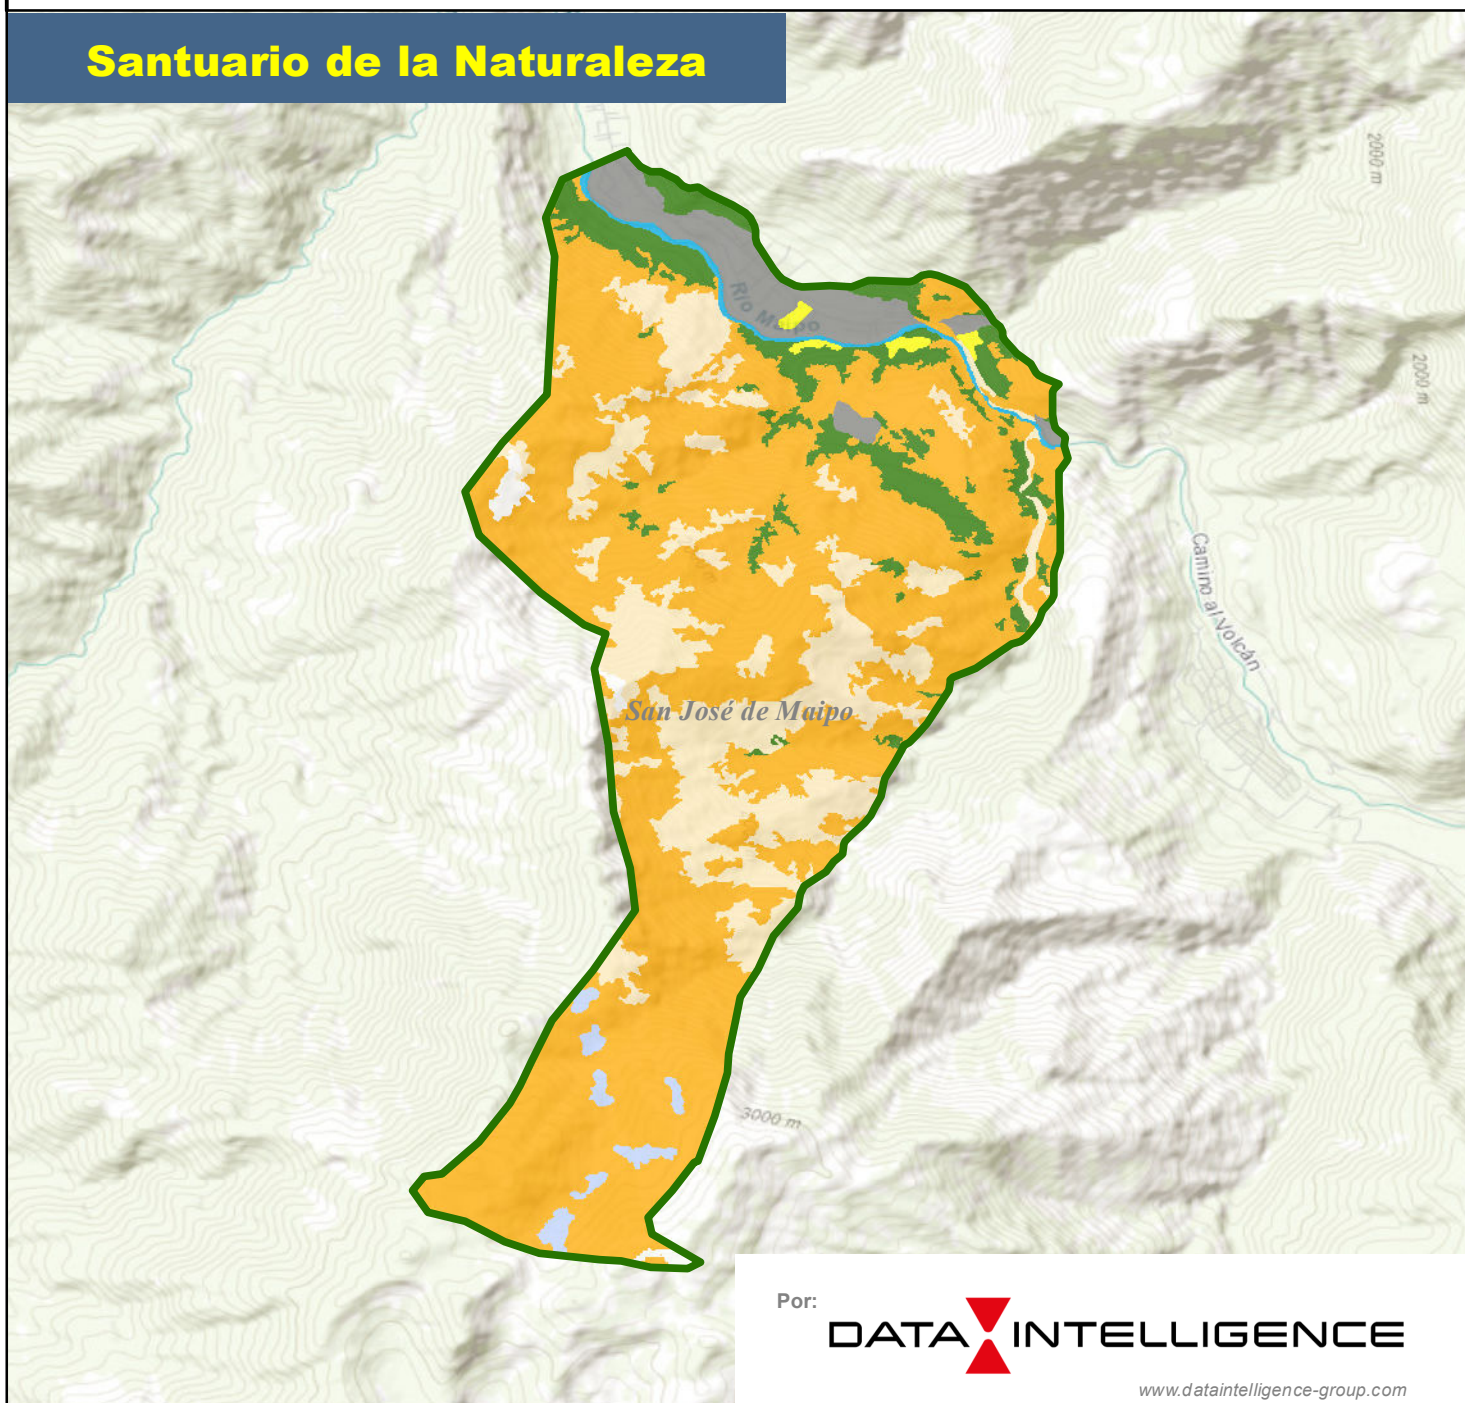 Santuario de la Naturaleza
2000 m
2000 m
Río Maipo
Camino al Volcán
San José de Maipo
3000 m
Por:
DATA INTELLIGENCE
www.dataintelligence-group.com